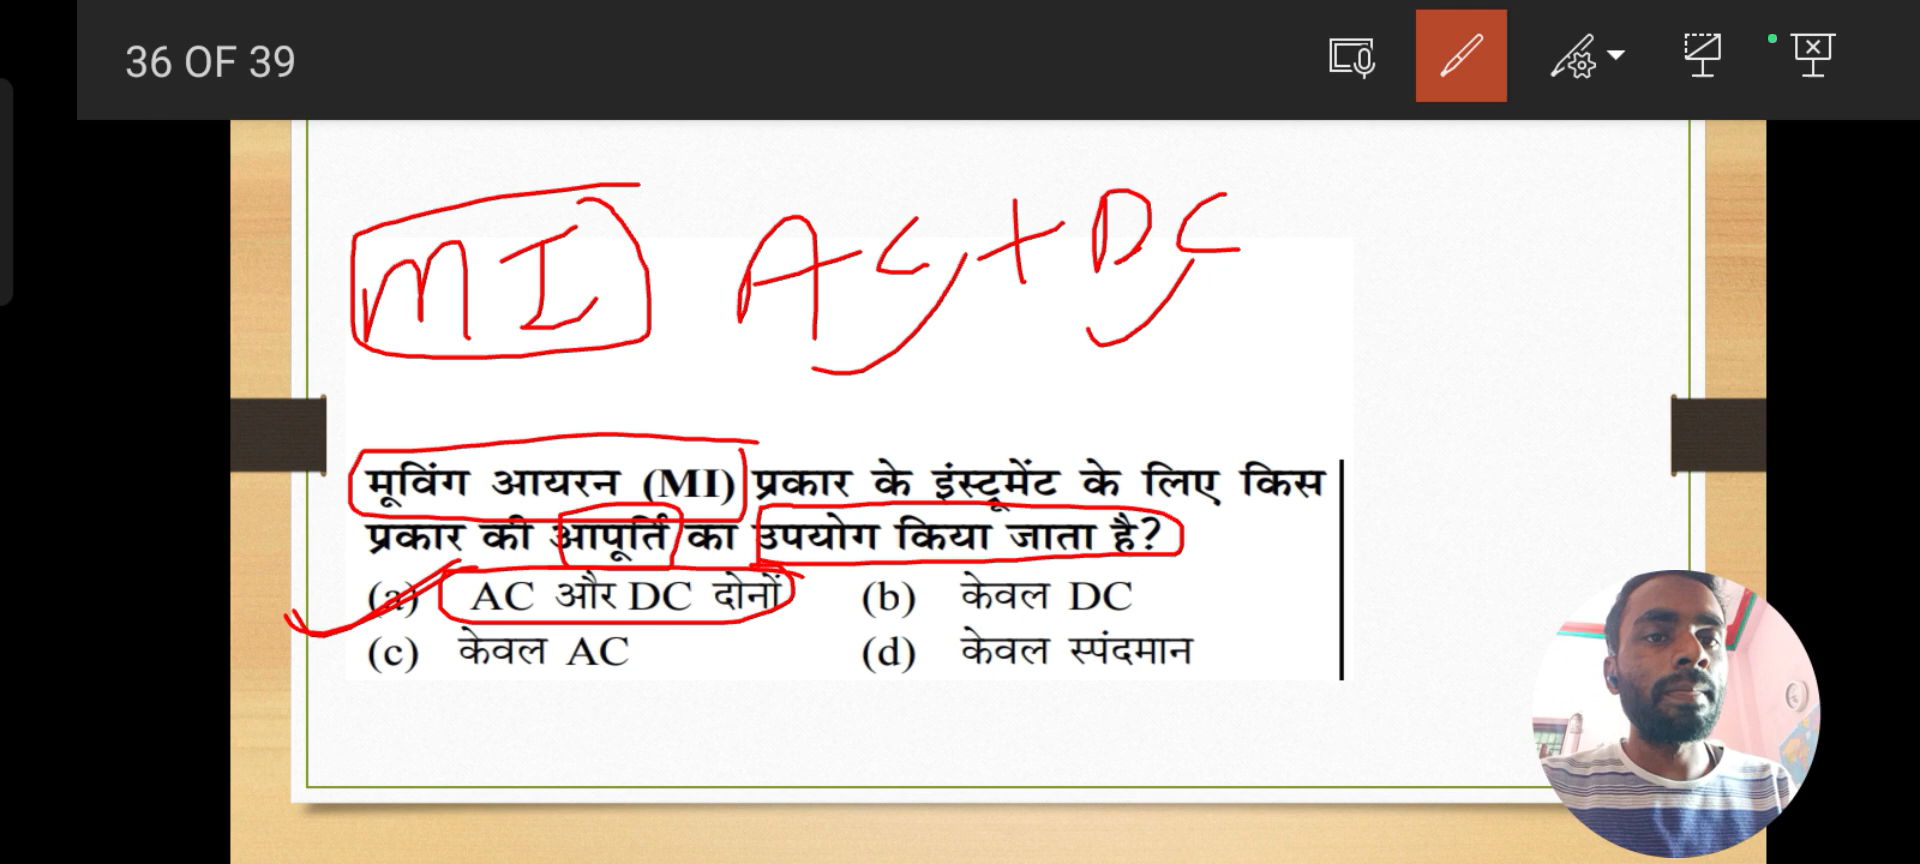 36 OF 39
MI AC+DC
मूविंग आयरन (MI) प्रकार के इंस्ट्रूमेंट के लिए किस
प्रकार की आपूर्ति का उपयोग किया जाता है?
(a) AC और DC दोनों (b) केवल DC
(c) केवल AC (d) केवल स्पंदमान